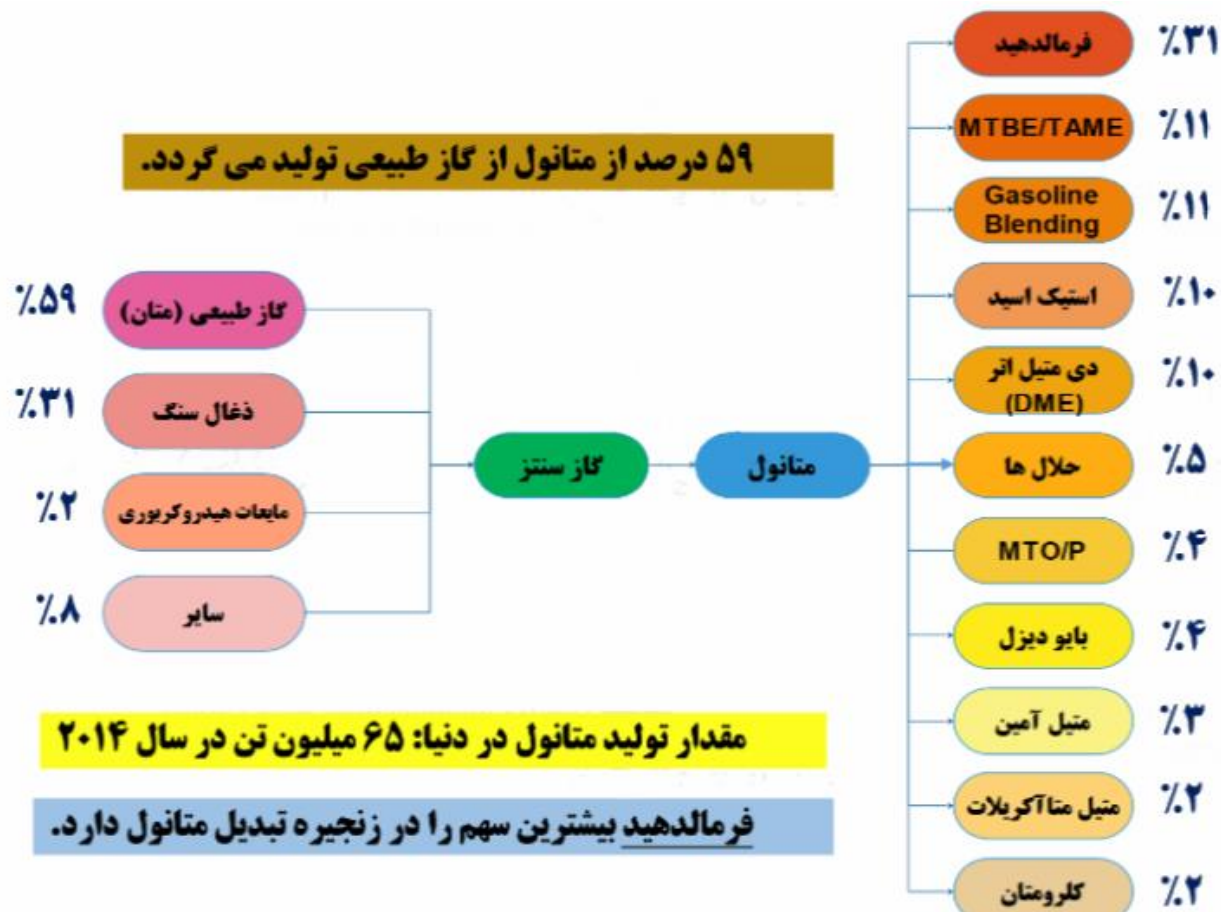 ۵۹ درصد از متانول از گاز طبیعی تولید می گردد.
فرمالدهید
٪۳۱
MTBE/TAME
٪۱۱
Gasoline
Blending
٪۱۱
استیک اسید
٪۱۰
دی متیل اتر
(DME)
٪۱۰
حلال ها
٪۵
MTO/P
٪۴
بایو دیزل
٪۴
متیل آمین
٪۳
متیل متاآکریلات
٪۲
کلرومتان
٪۲
متانول
گاز سنتز
گاز طبیعی (متان)
٪۵۹
ذغال سنگ
٪۳۱
مایعات هیدروکربوری
٪۲
سایر
٪۸
مقدار تولید متانول در دنیا: ۶۵ میلیون تن در سال ۲۰۱۴
فرمالدهید بیشترین سهم را در زنجیره تبدیل متانول دارد.